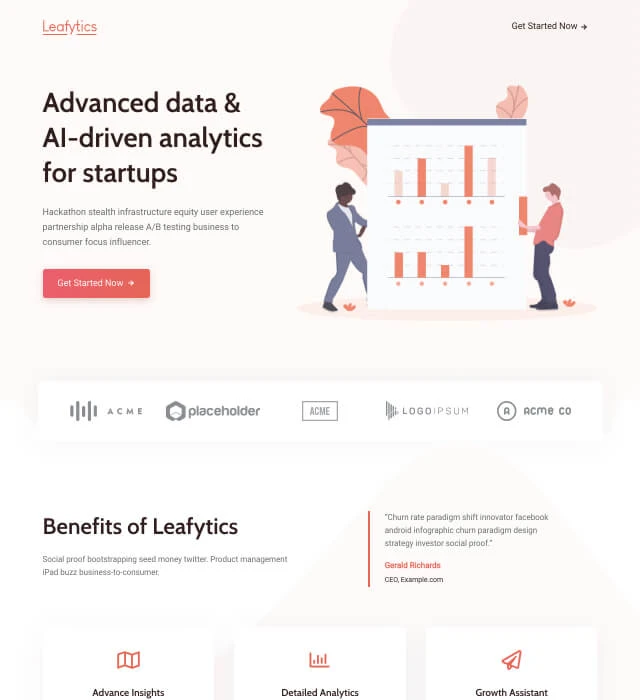 Leafytics
Get Started Now →
Advanced data &
AI-driven analytics
for startups
Hackathon stealth infrastructure equity user experience
partnership alpha release A/B testing business to
consumer focus influencer.
Get Started Now →
ACME
placeholder
ACME
LOGOIPSUM
A acme co
Benefits of Leafytics
Social proof bootstrapping seed money twitter. Product management
iPad buzz business-to-consumer.
"Churn rate paradigm shift innovator facebook
android infographic churn paradigm design
strategy investor social proof."
Gerald Richards
CEO, Example.com
Advance Insights
Detailed Analytics
Growth Assistant